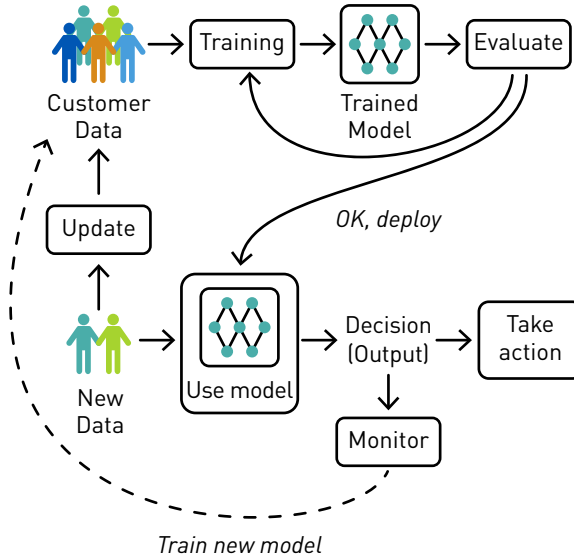 Training
Evaluate
Customer
Data
Trained
Model
Update
OK, deploy
Use model
Decision
(Output)
Take
action
New
Data
Monitor
Train new model